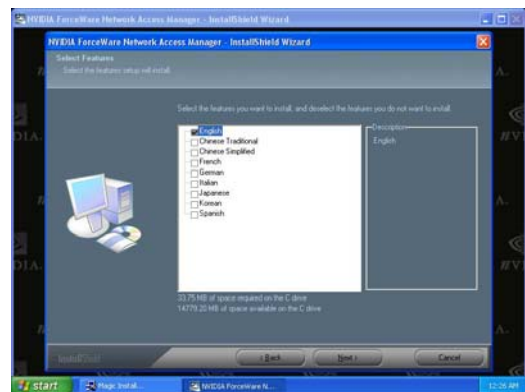 NVIDIA ForceWare Network Access Manager - InstallShield Wizard
NVIDIA ForceWare Network Access Manager - InstallShield Wizard
Select Features
Select the features setup will install.
Select the features you want to install, and deselect the features you do not want to install.
English
Chinese Traditional
Chinese Simplified
French
German
Italian
Japanese
Korean
Spanish
Description
English
33.75 MB of space required on the C drive
14779.20 MB of space available on the C drive
InstallShield
< Back
Next >
Cancel
start
Magic Install...
NVIDIA ForceWare N...
12:26 AM